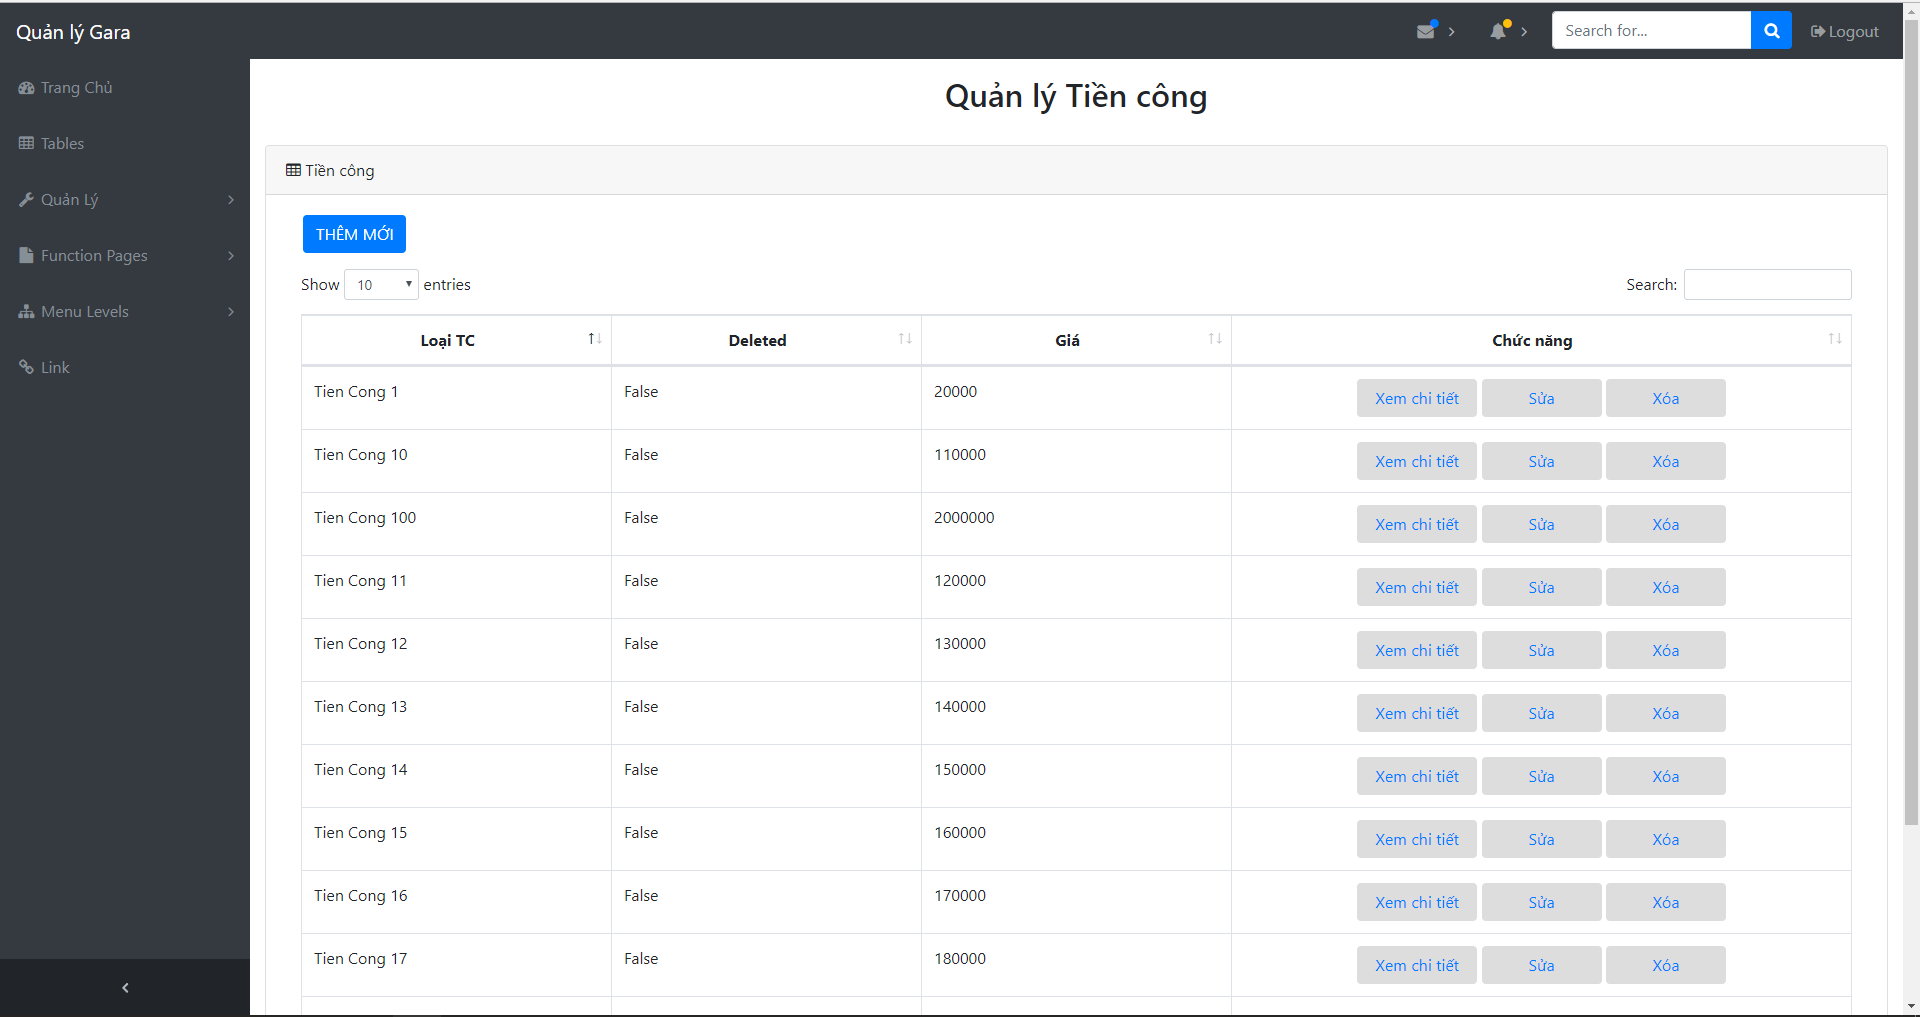 Quản lý Gara
Search for...
Logout
Trang Chủ
Tables
Quản Lý
Function Pages
Menu Levels
Link
Quản lý Tiền công
Tiền công
THÊM MỚI
Show 10 entries
Search:
Loại TC Deleted Giá Chức năng
Tien Cong 1 False 20000 Xem chi tiết Sửa Xóa
Tien Cong 10 False 110000 Xem chi tiết Sửa Xóa
Tien Cong 100 False 2000000 Xem chi tiết Sửa Xóa
Tien Cong 11 False 120000 Xem chi tiết Sửa Xóa
Tien Cong 12 False 130000 Xem chi tiết Sửa Xóa
Tien Cong 13 False 140000 Xem chi tiết Sửa Xóa
Tien Cong 14 False 150000 Xem chi tiết Sửa Xóa
Tien Cong 15 False 160000 Xem chi tiết Sửa Xóa
Tien Cong 16 False 170000 Xem chi tiết Sửa Xóa
Tien Cong 17 False 180000 Xem chi tiết Sửa Xóa